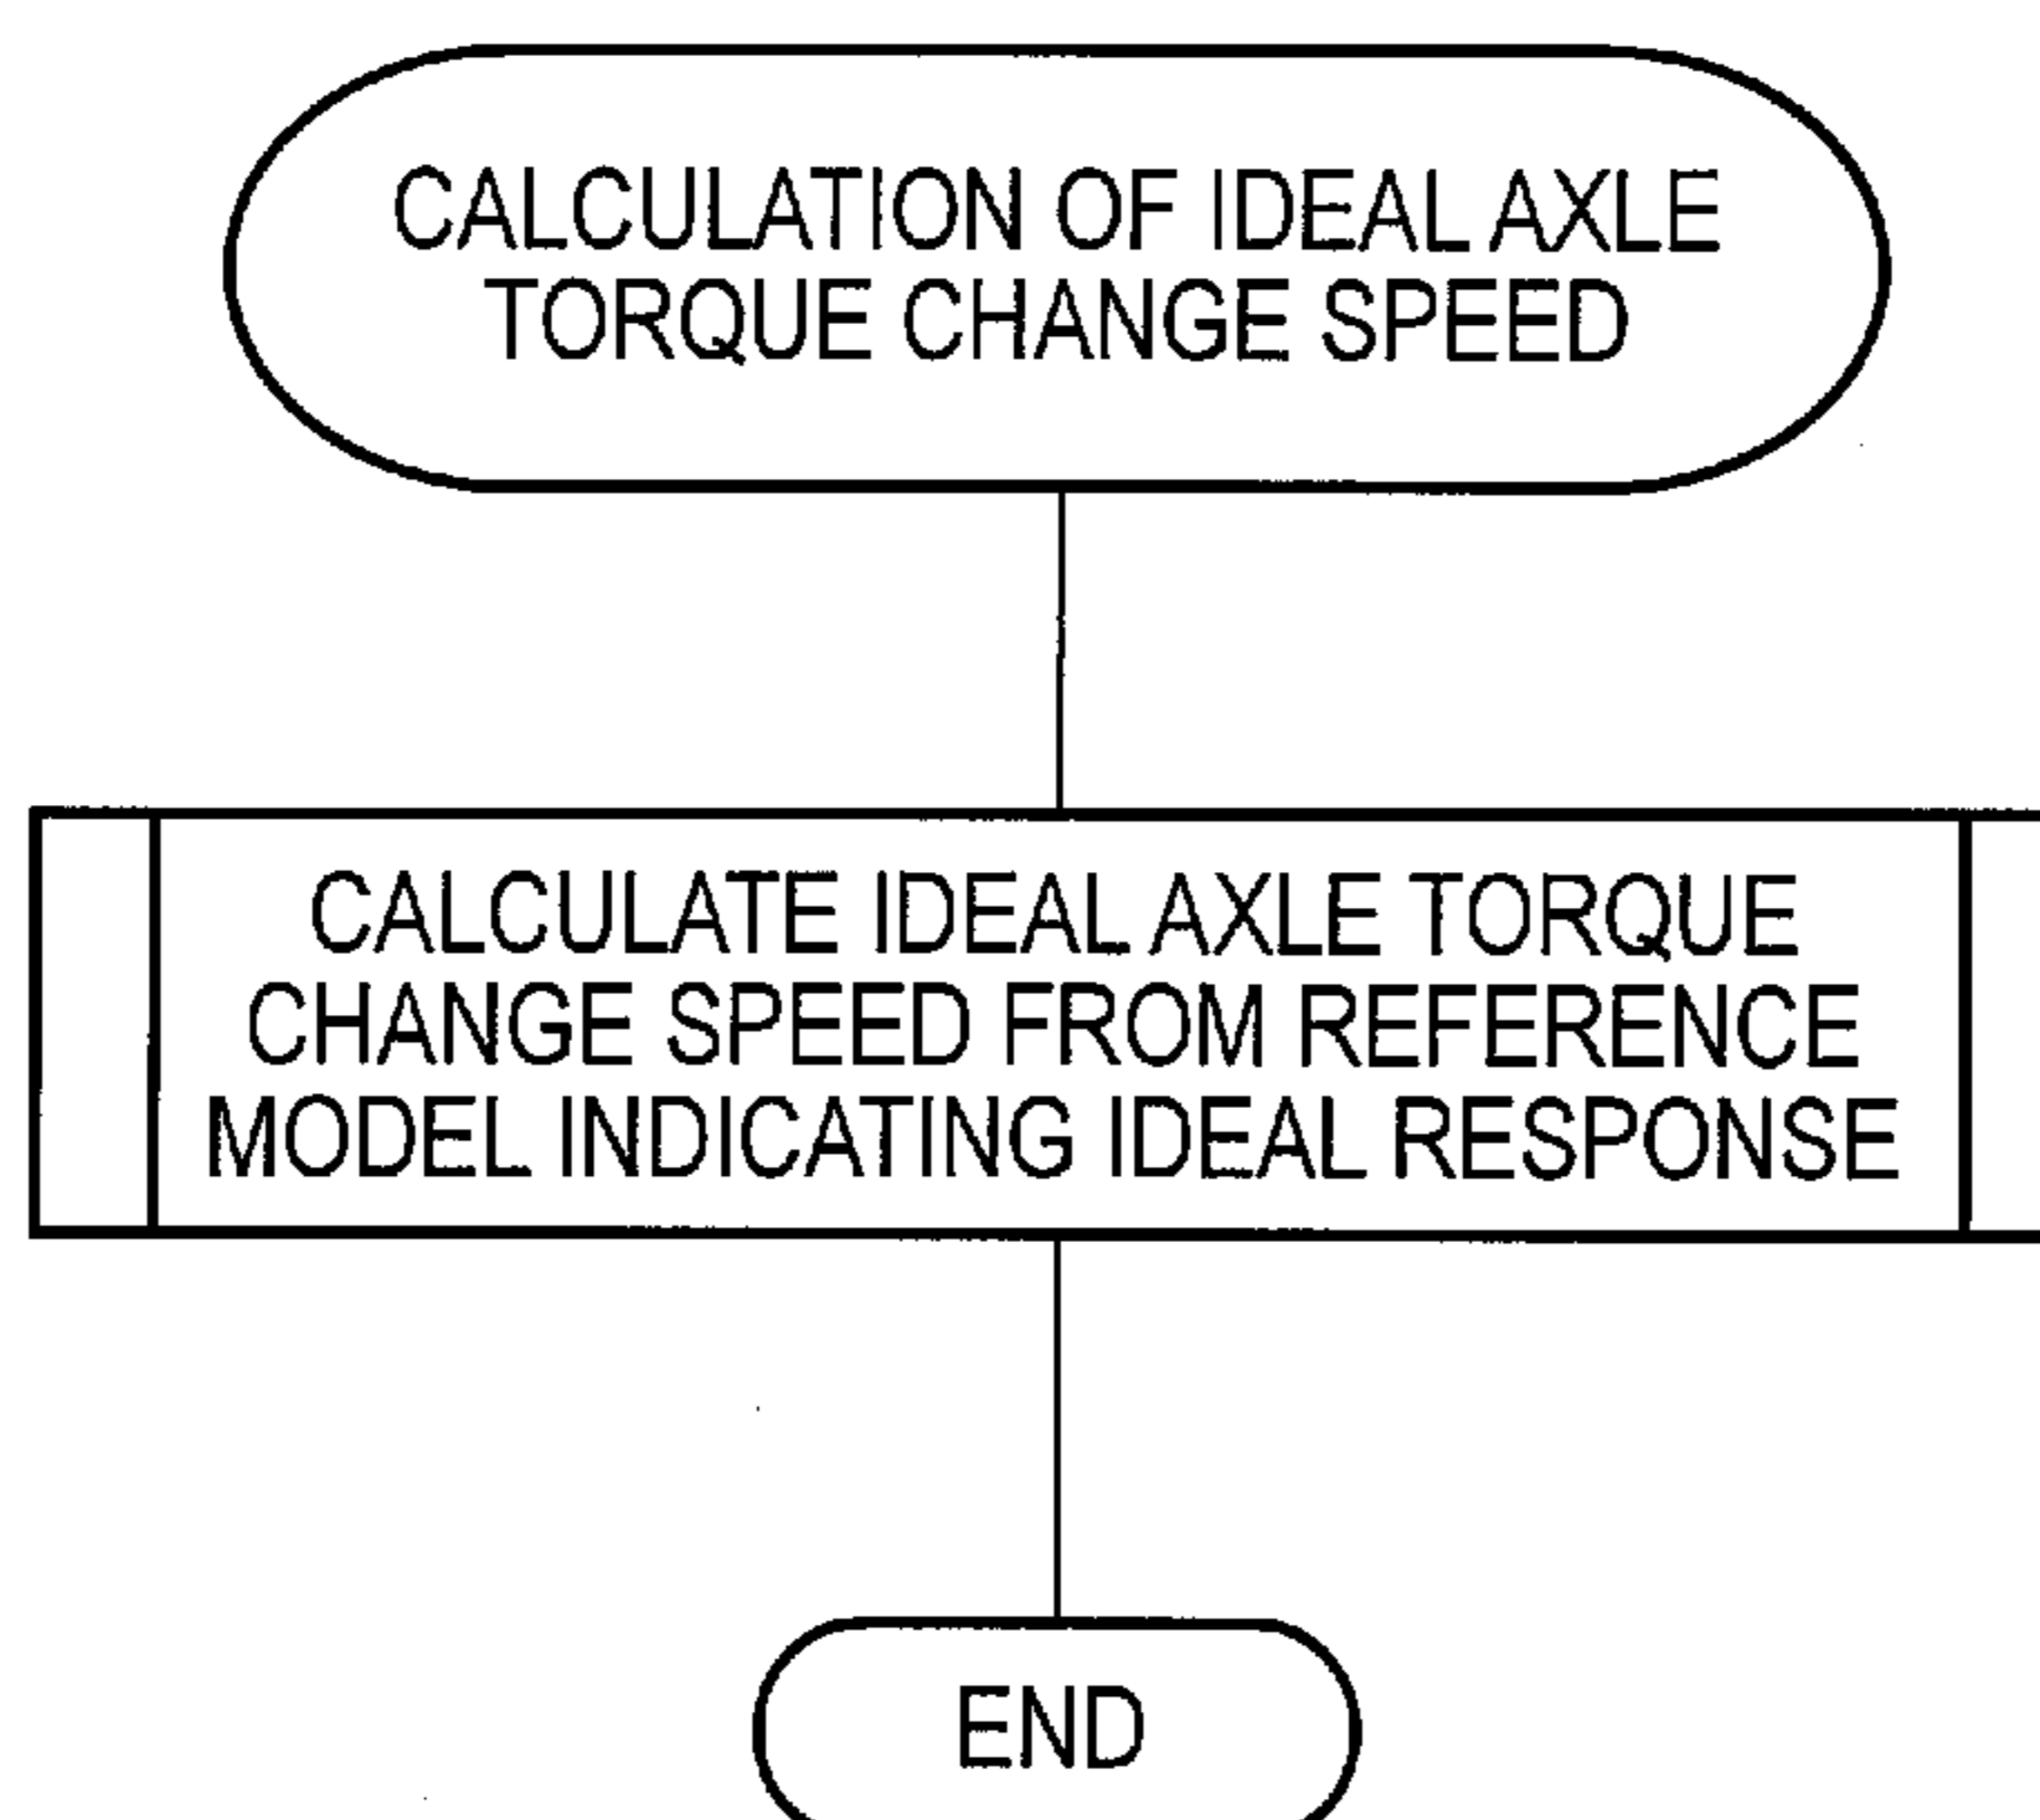 CALCULATION OF IDEAL AXLE
TORQUE CHANGE SPEED
CALCULATE IDEAL AXLE TORQUE
CHANGE SPEED FROM REFERENCE
MODEL INDICATING IDEAL RESPONSE
END